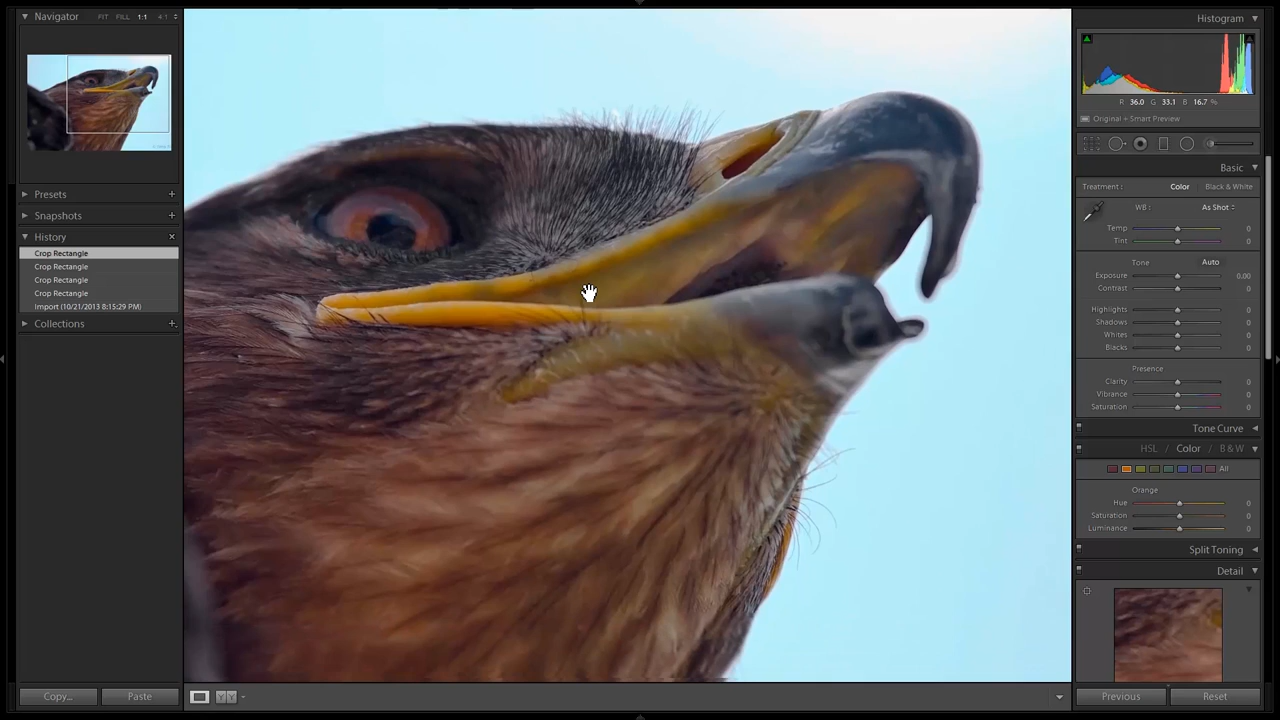 Navigator FIT FILL 1:1 4:1
Presets
Snapshots
History
Crop Rectangle
Crop Rectangle
Crop Rectangle
Crop Rectangle
Import (10/21/2013 8:15:29 PM)
Collections
Copy... Paste
Histogram
R 36.0 G 33.1 B 16.7 %
Original + Smart Preview
Basic
Treatment : Color Black & White
WB : As Shot
Temp 0
Tint 0
Tone Auto
Exposure 0.00
Contrast 0
Highlights 0
Shadows 0
Whites 0
Blacks 0
Presence
Clarity 0
Vibrance 0
Saturation 0
Tone Curve
HSL / Color / B & W
All
Orange
Hue 0
Saturation 0
Luminance 0
Split Toning
Detail
Previous Reset